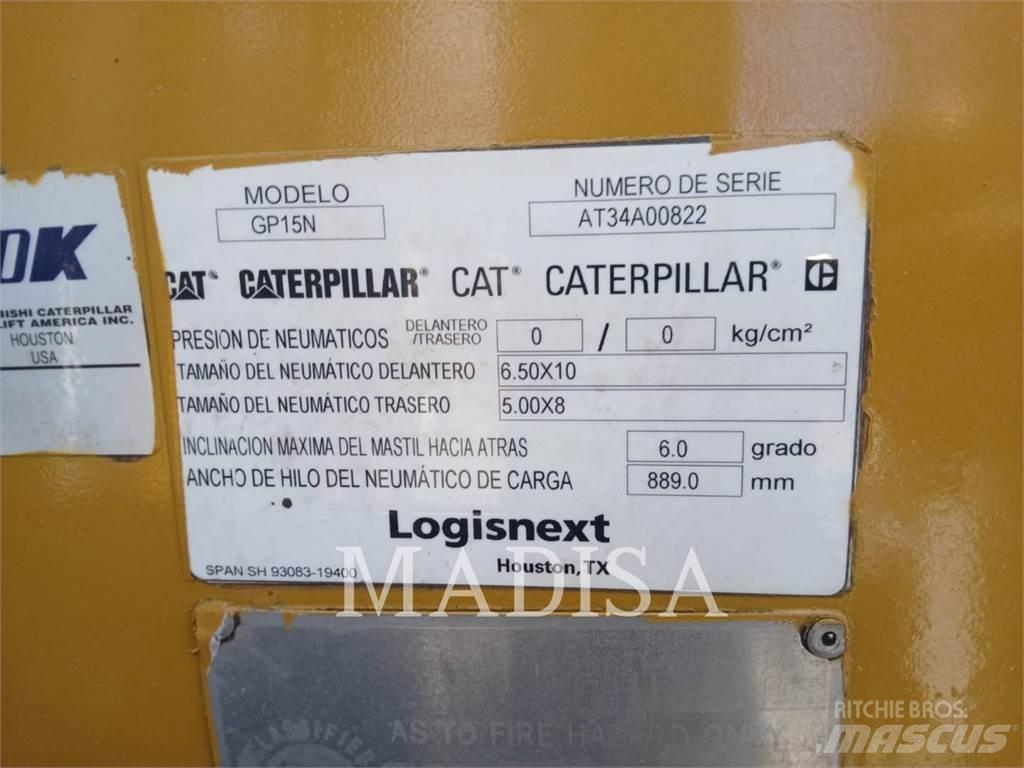 MODELO
NUMERO DE SERIE
GP15N
AT34A00822
CAT CATERPILLAR® CAT® CATERPILLAR®
PRESION DE NEUMATICOS DELANTERO /TRASERO 0 / 0 kg/cm²
TAMAÑO DEL NEUMÁTICO DELANTERO 6.50X10
TAMAÑO DEL NEUMÁTICO TRASERO 5.00X8
INCLINACION MAXIMA DEL MASTIL HACIA ATRAS 6.0 grado
ANCHO DE HILO DEL NEUMÁTICO DE CARGA 889.0 mm
Logisnext
Houston, TX
SPAN SH 93083-19400
CATERPILLAR
LIFT AMERICA INC.
HOUSTON
USA
MADISA
CLASSIFIED
AS TO FIRE HAZARD ONLY
RITCHIE BROS.
MASCUS